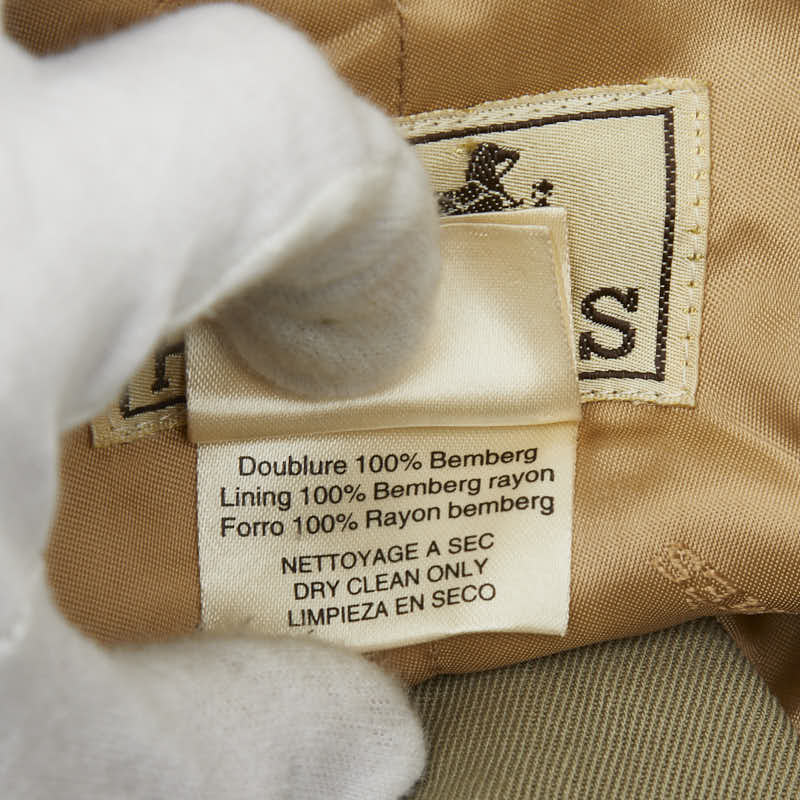 S
Doublure 100% Bemberg
Lining 100% Bemberg rayon
Forro 100% Rayon bemberg
NETTOYAGE A SEC
DRY CLEAN ONLY
LIMPIEZA EN SECO